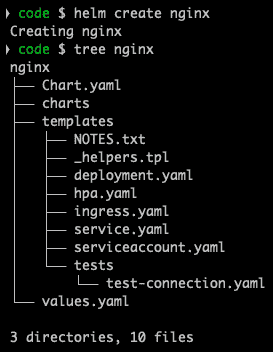 code $ helm create nginx
Creating nginx
code $ tree nginx
nginx
├── Chart.yaml
├── charts
├── templates
│   ├── NOTES.txt
│   ├── _helpers.tpl
│   ├── deployment.yaml
│   ├── hpa.yaml
│   ├── ingress.yaml
│   ├── service.yaml
│   ├── serviceaccount.yaml
│   └── tests
│       └── test-connection.yaml
└── values.yaml
3 directories, 10 files